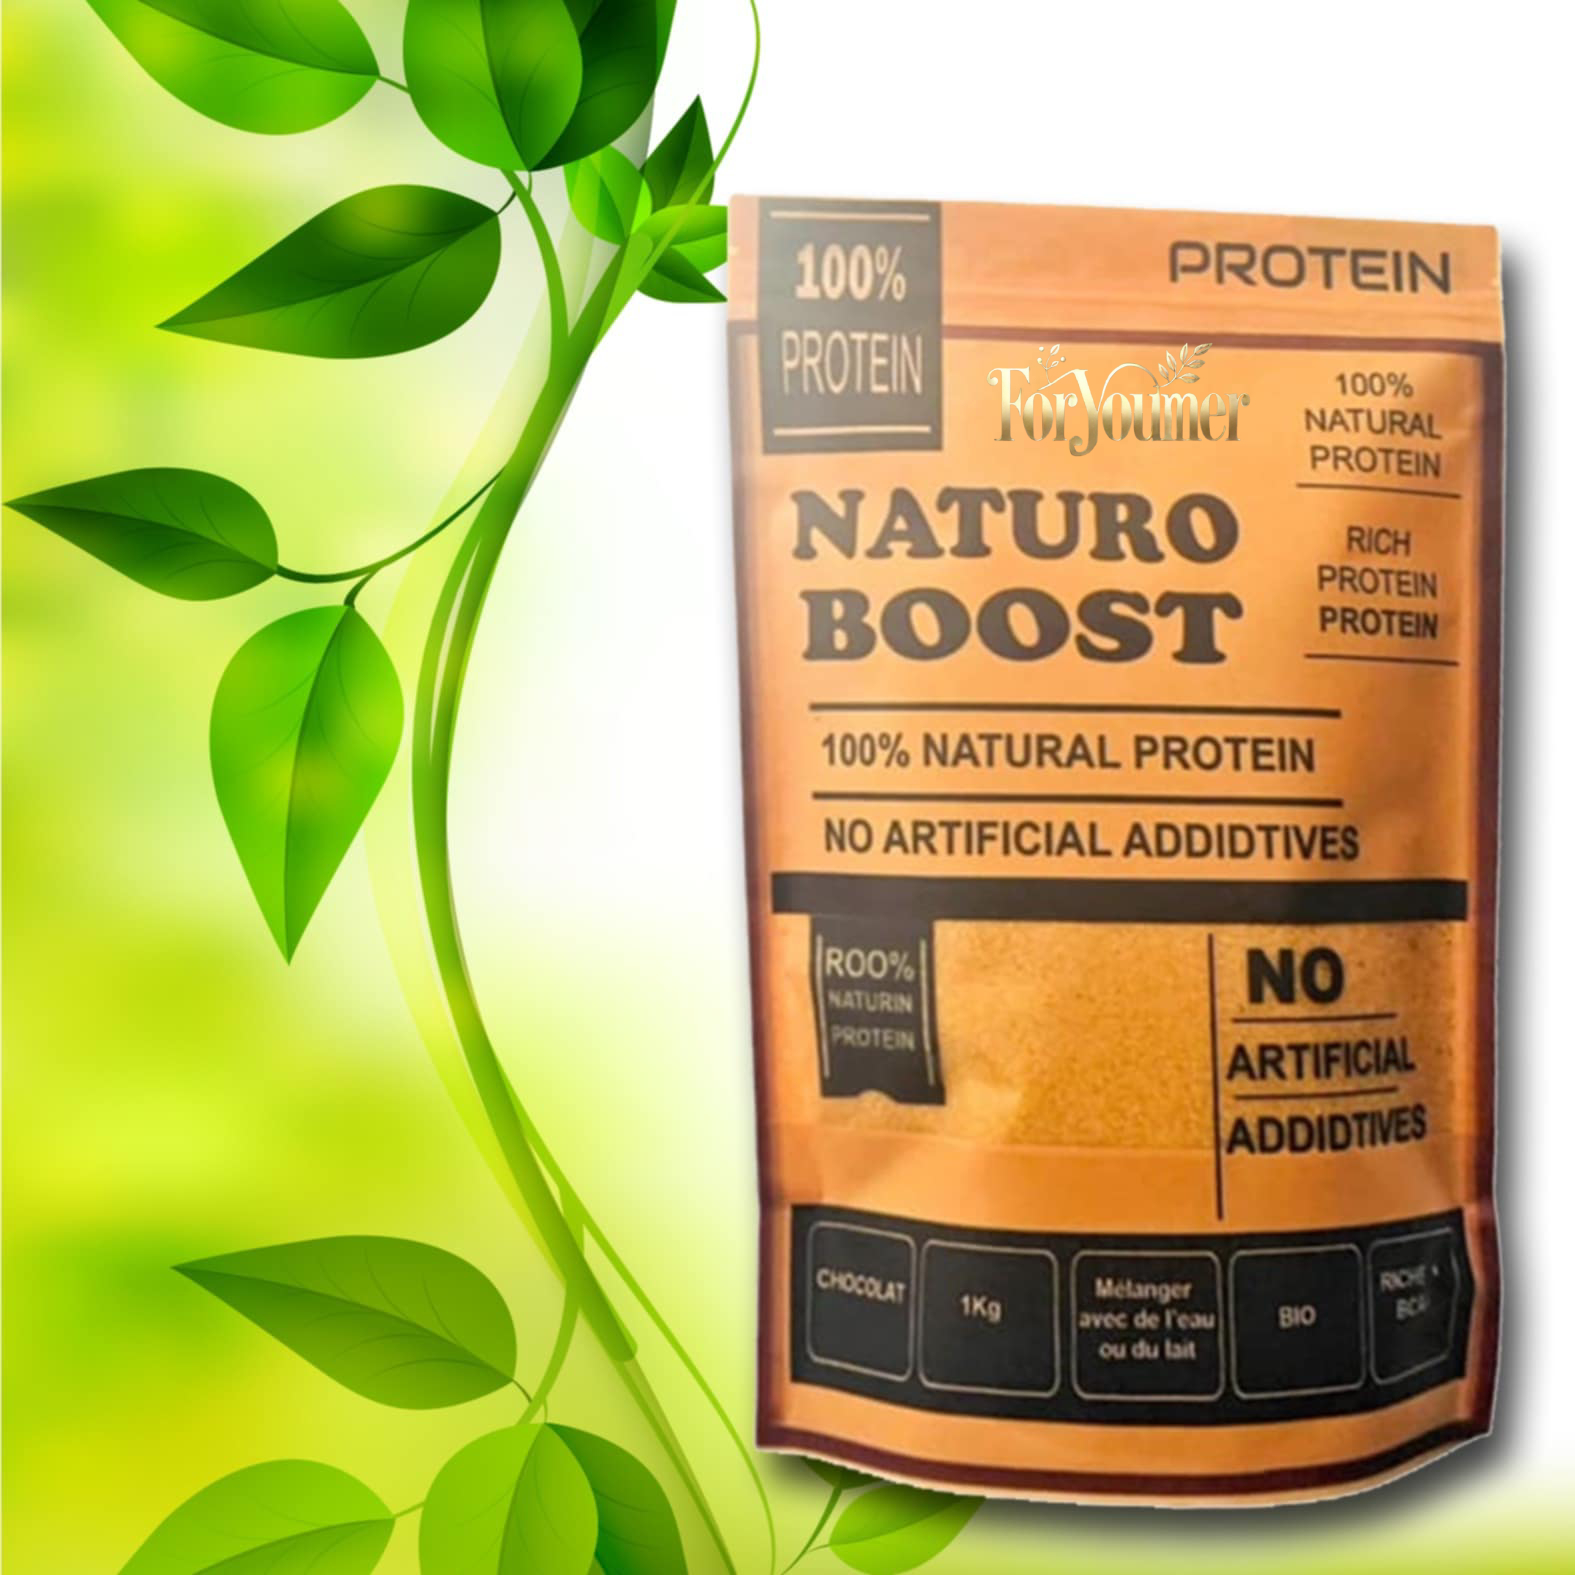 100%
PROTEIN
PROTEIN
ForYoumer
100%
NATURAL
PROTEIN
RICH
PROTEIN
PROTEIN
NATURO
BOOST
100% NATURAL PROTEIN
NO ARTIFICIAL ADDIDTIVES
ROO%
NATURIN
PROTEIN
NO
ARTIFICIAL
ADDIDTIVES
CHOCOLAT
1Kg
Mélanger
avec de l'eau
ou du lait
BIO
RICHE